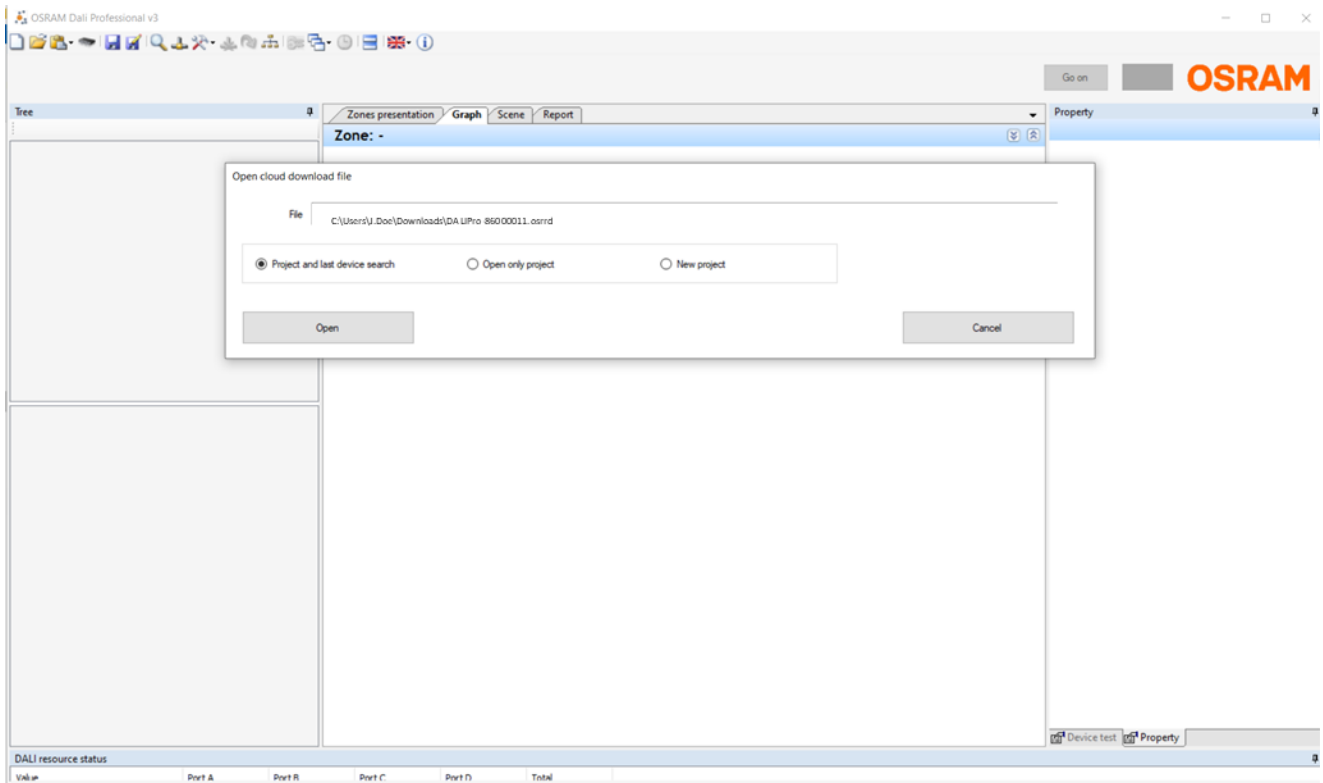 OSRAM Dali Professional v3
Go on
OSRAM
Tree
Zones presentation Graph Scene Report
Property
Zone: -
Open cloud download file
File C:\Users\J.Doe\Downloads\DALIPro 86000011.osrrd
Project and last device search Open only project New project
Open Cancel
Device test Property
DALI resource status
Value Port A Port B Port C Port D Total